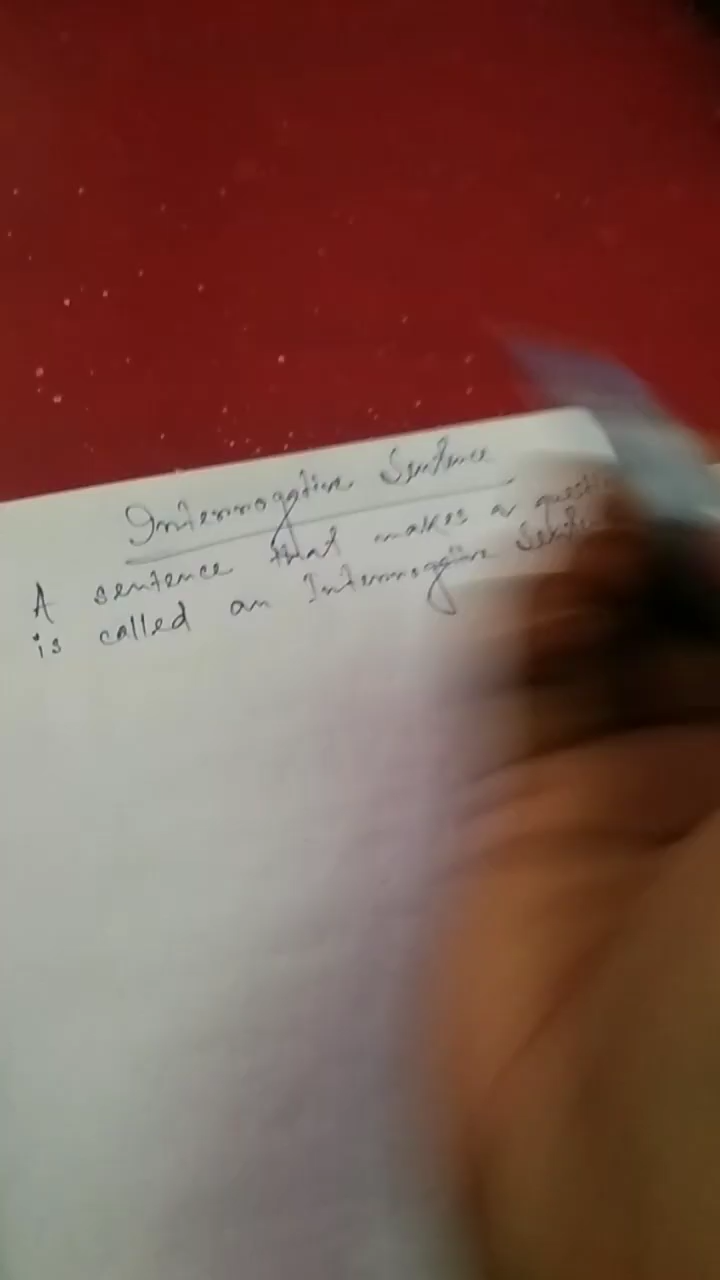 Interrogative Sentence
A sentence that makes a
is called an Interrogative